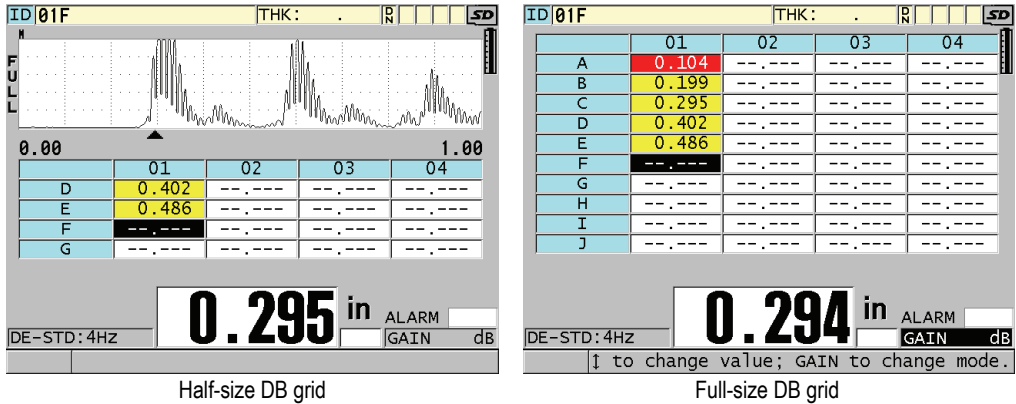 ID 01F THK: . DN SD
M
FULL
0.00 1.00
01 02 03 04
D 0.402 --.--- --.--- --.---
E 0.486 --.--- --.--- --.---
F --.--- --.--- --.--- --.---
G --.--- --.--- --.--- --.---
0.295 in ALARM
DE-STD:4Hz GAIN dB
Half-size DB grid
ID 01F THK: . DN SD
01 02 03 04
A 0.104 --.--- --.--- --.---
B 0.199 --.--- --.--- --.---
C 0.295 --.--- --.--- --.---
D 0.402 --.--- --.--- --.---
E 0.486 --.--- --.--- --.---
F --.--- --.--- --.--- --.---
G --.--- --.--- --.--- --.---
H --.--- --.--- --.--- --.---
I --.--- --.--- --.--- --.---
J --.--- --.--- --.--- --.---
0.294 in ALARM
DE-STD:4Hz GAIN dB
↕ to change value; GAIN to change mode.
Full-size DB grid